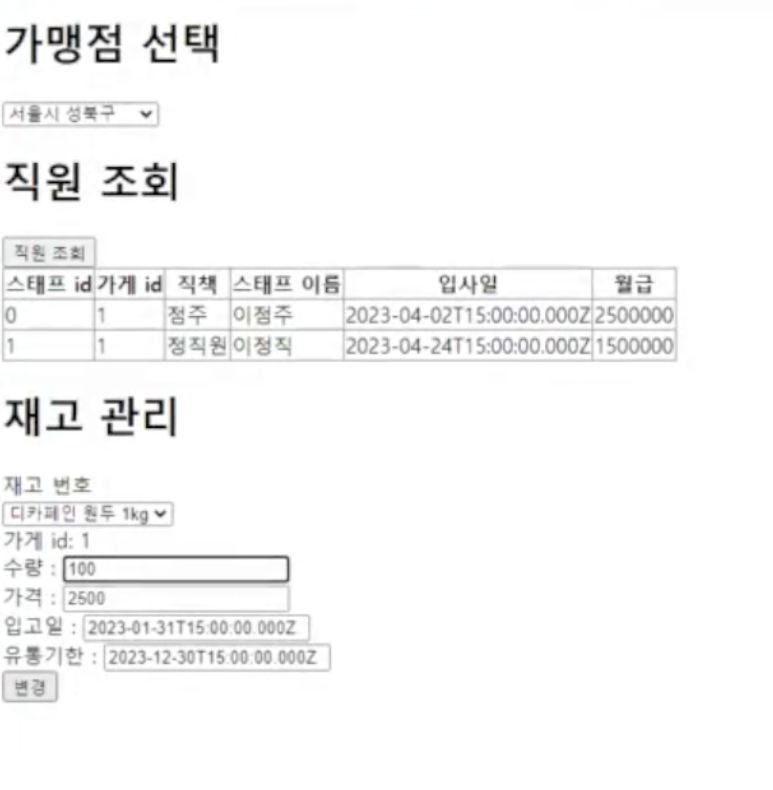 가맹점 선택
서울시 성북구
직원 조회
직원 조회
스태프 id 가게 id 직책 스태프 이름 입사일 월급
0 1 점주 이점주 2023-04-02T15:00:00.000Z 2500000
1 1 정직원 이정직 2023-04-24T15:00:00.000Z 1500000
재고 관리
재고 번호
디카페인 원두 1kg
가게 id: 1
수량 : 100
가격 : 2500
입고일 : 2023-01-31T15:00:00.000Z
유통기한 : 2023-12-30T15:00:00.000Z
변경